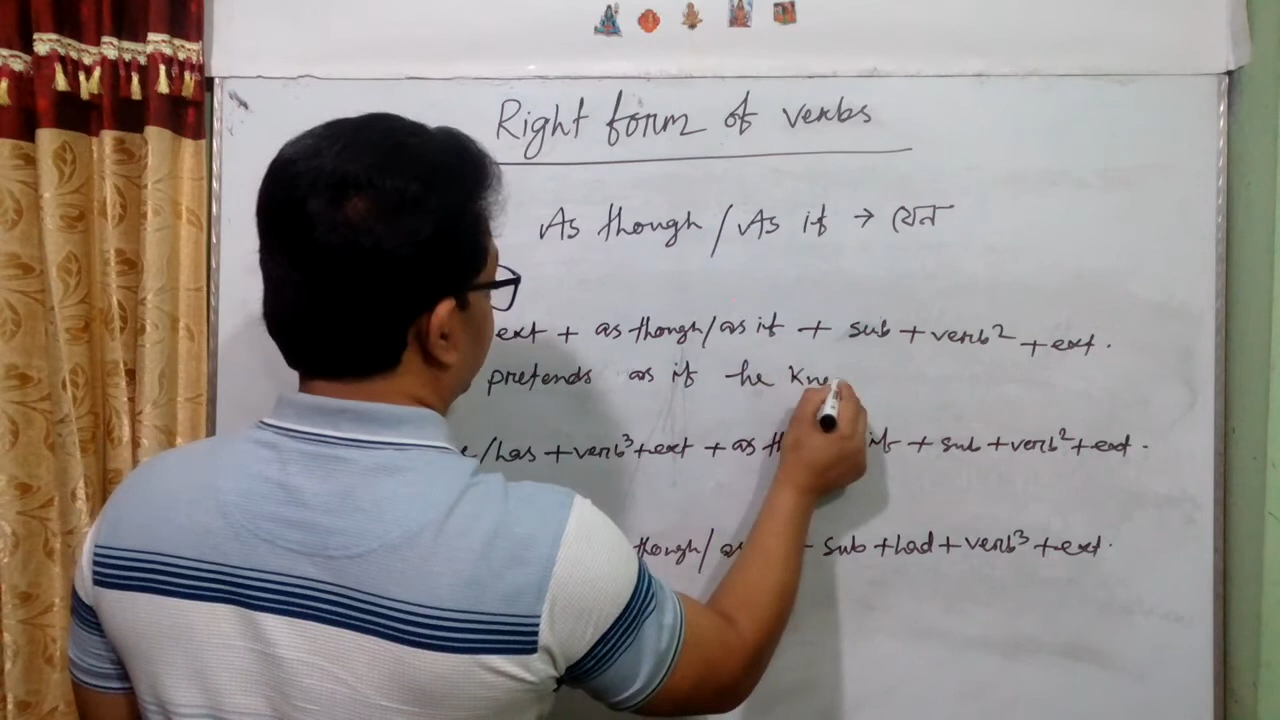 Right form of verbs
As though / As if → যেন
ext + as though/as if + sub + verb² + ext.
pretends as if he kne
/has + verb³ + ext + as th if + sub + verb² + ext.
though/ sub + had + verb³ + ext.